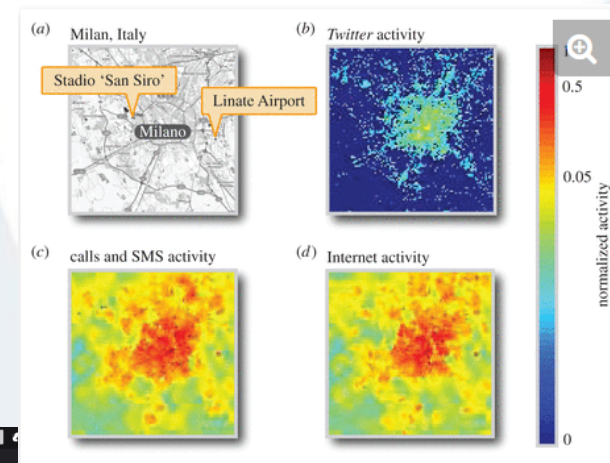 (a) Milan, Italy
Stadio ‘San Siro’
Linate Airport
Milano
(b) Twitter activity
(c) calls and SMS activity
(d) Internet activity
0.5
0.05
0
normalized activity